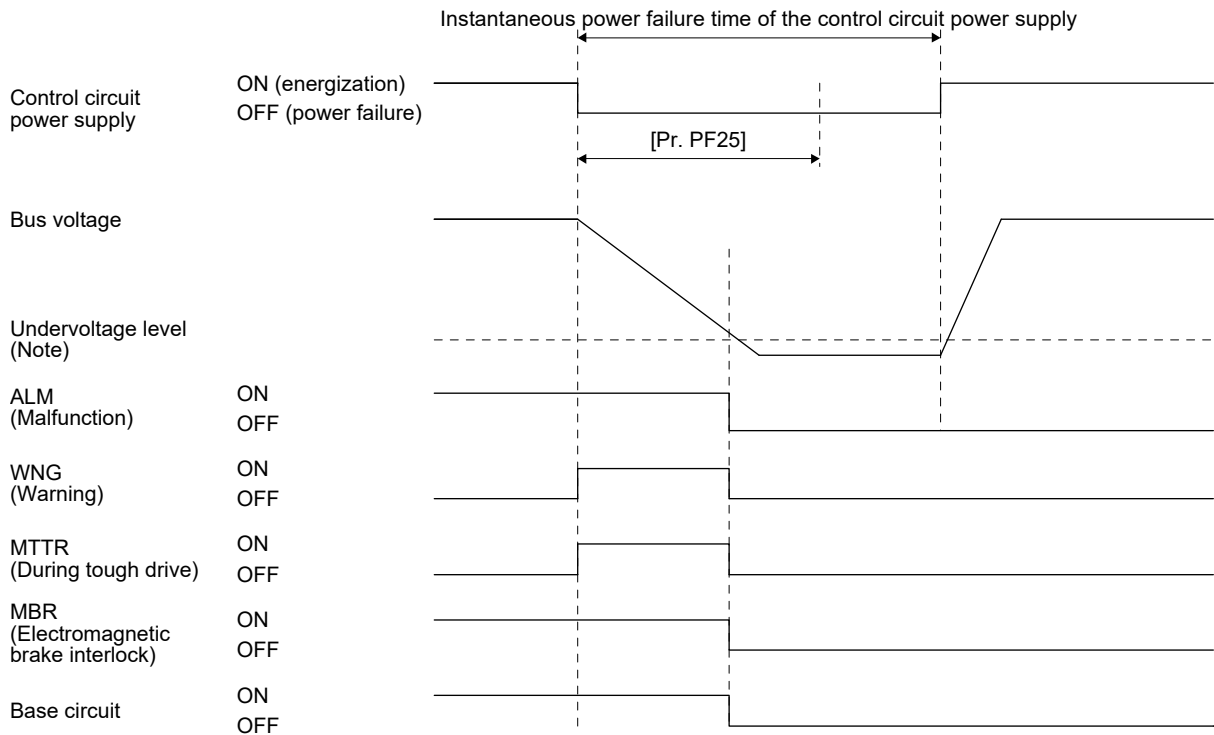 Instantaneous power failure time of the control circuit power supply
Control circuit
power supply
ON (energization)
OFF (power failure)
[Pr. PF25]
Bus voltage
Undervoltage level
(Note)
ALM
(Malfunction)
ON
OFF
WNG
(Warning)
ON
OFF
MTTR
(During tough drive)
ON
OFF
MBR
(Electromagnetic
brake interlock)
ON
OFF
Base circuit
ON
OFF